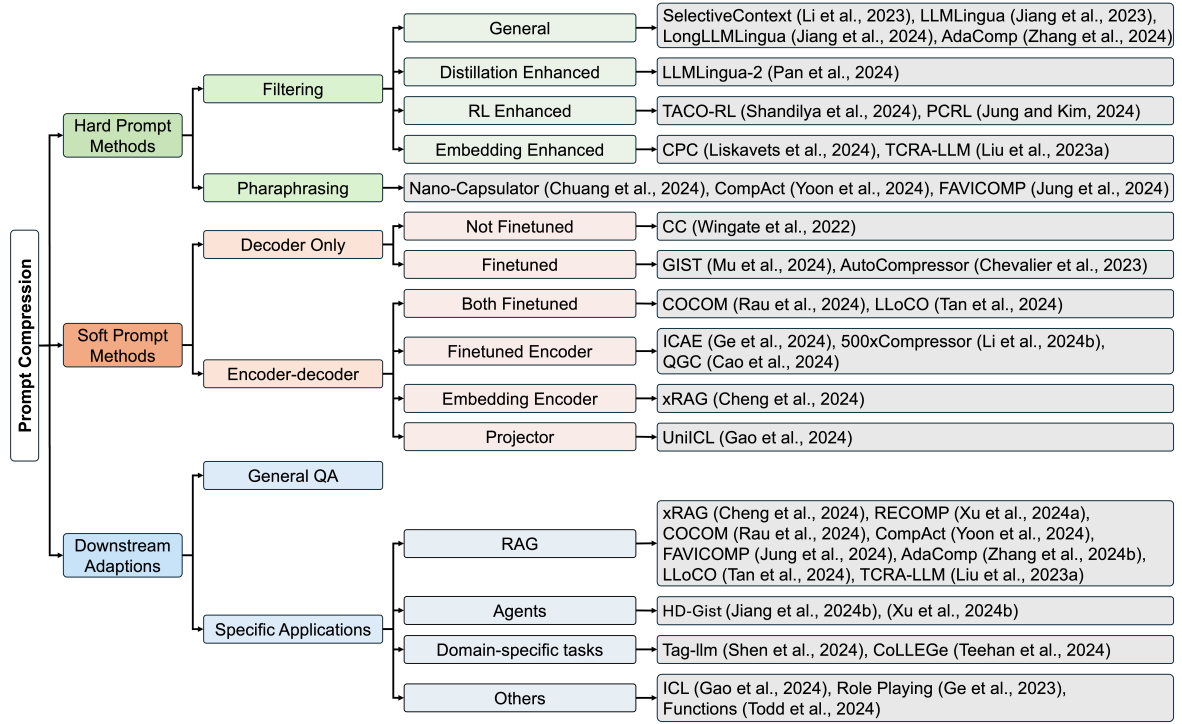 Prompt Compression
Hard Prompt
Methods
Filtering
General
SelectiveContext (Li et al., 2023), LLMLingua (Jiang et al., 2023),
LongLLMLingua (Jiang et al., 2024), AdaComp (Zhang et al., 2024)
Distillation Enhanced
LLMLingua-2 (Pan et al., 2024)
RL Enhanced
TACO-RL (Shandilya et al., 2024), PCRL (Jung and Kim, 2024)
Embedding Enhanced
CPC (Liskavets et al., 2024), TCRA-LLM (Liu et al., 2023a)
Pharaphrasing
Nano-Capsulator (Chuang et al., 2024), CompAct (Yoon et al., 2024), FAVICOMP (Jung et al., 2024)
Soft Prompt
Methods
Decoder Only
Not Finetuned
CC (Wingate et al., 2022)
Finetuned
GIST (Mu et al., 2024), AutoCompressor (Chevalier et al., 2023)
Encoder-decoder
Both Finetuned
COCOM (Rau et al., 2024), LLoCO (Tan et al., 2024)
Finetuned Encoder
ICAE (Ge et al., 2024), 500xCompressor (Li et al., 2024b),
QGC (Cao et al., 2024)
Embedding Encoder
xRAG (Cheng et al., 2024)
Projector
UniICL (Gao et al., 2024)
Downstream
Adaptions
General QA
Specific Applications
RAG
xRAG (Cheng et al., 2024), RECOMP (Xu et al., 2024a),
COCOM (Rau et al., 2024), CompAct (Yoon et al., 2024),
FAVICOMP (Jung et al., 2024), AdaComp (Zhang et al., 2024b),
LLoCO (Tan et al., 2024), TCRA-LLM (Liu et al., 2023a)
Agents
HD-Gist (Jiang et al., 2024b), (Xu et al., 2024b)
Domain-specific tasks
Tag-llm (Shen et al., 2024), CoLLEGe (Teehan et al., 2024)
Others
ICL (Gao et al., 2024), Role Playing (Ge et al., 2023),
Functions (Todd et al., 2024)